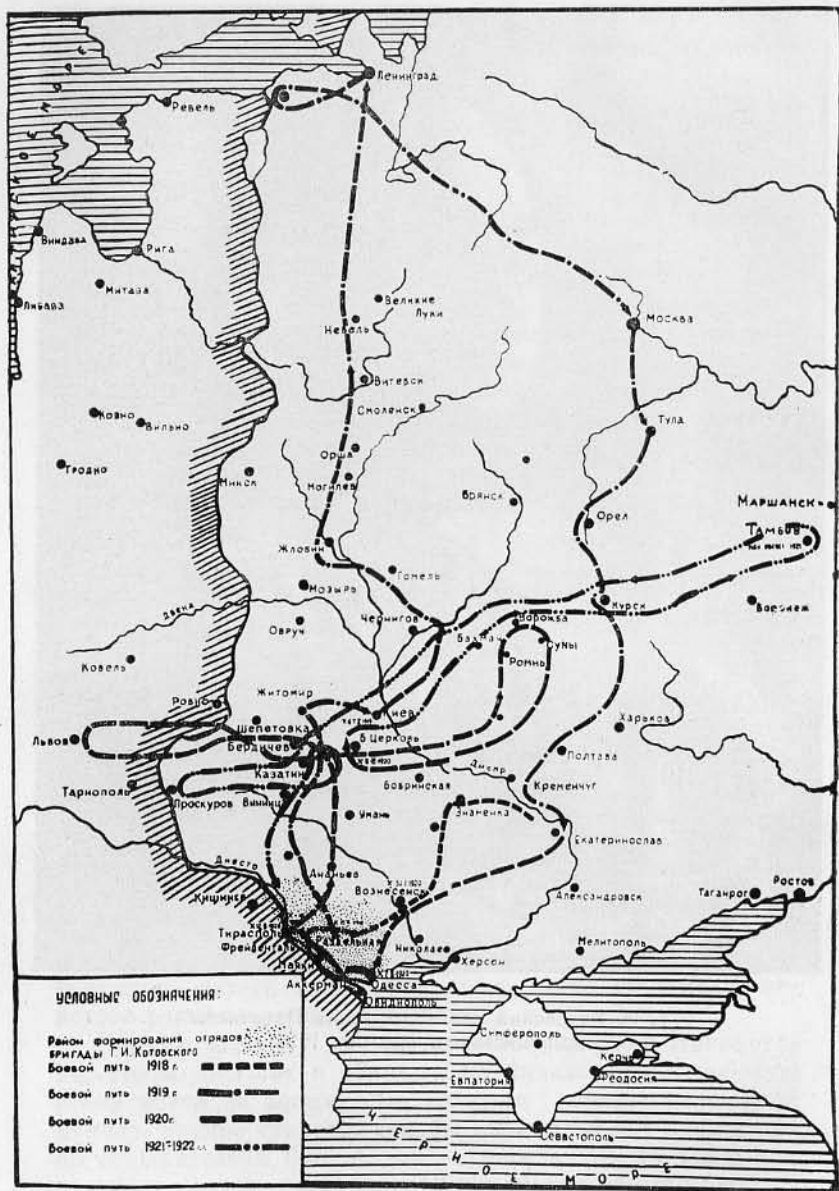 Ленинград
Ревель
Виндава
Рига
Митава
Либава
Великие
Луки
Невель
Москва
Витебск
Смоленск
Ковно
Вильно
Тула
Орша
Гродно
Минск
Могилев
Брянск
Маршанск
Орел
Тамбов
Жлобин
Гомель
Мозырь
Курск
Воронеж
Овруч
Чернигов
Ворожба
Бахмач
Сумы
Ромны
Ковель
Ровно
Житомир
Киев
Шепетовка
Харьков
Львов
Бердичев
Б Церковь
Полтава
Казатин
Тарнополь
Днепр
Проскуров
Винница
Бобринская
Кременчуг
Умань
Знаменка
Екатеринослав
Днестр
Ананьев
Вознесенск
Александровск
Таганрог
Ростов
Кишинев
Тирасполь
Раздельная
Николаев
Мелитополь
Херсон
Маяки
Аккерман
Одесса
Овидиополь
УСЛОВНЫЕ ОБОЗНАЧЕНИЯ:
Район формирования отрядов
бригады Г.И. Котовского
Боевой путь 1918 г.
Боевой путь 1919 г.
Боевой путь 1920 г.
Боевой путь 1921-1922 г.г.
Симферополь
Керчь
Евпатория
Феодосия
Севастополь
ЧЕРНОЕ МОРЕ